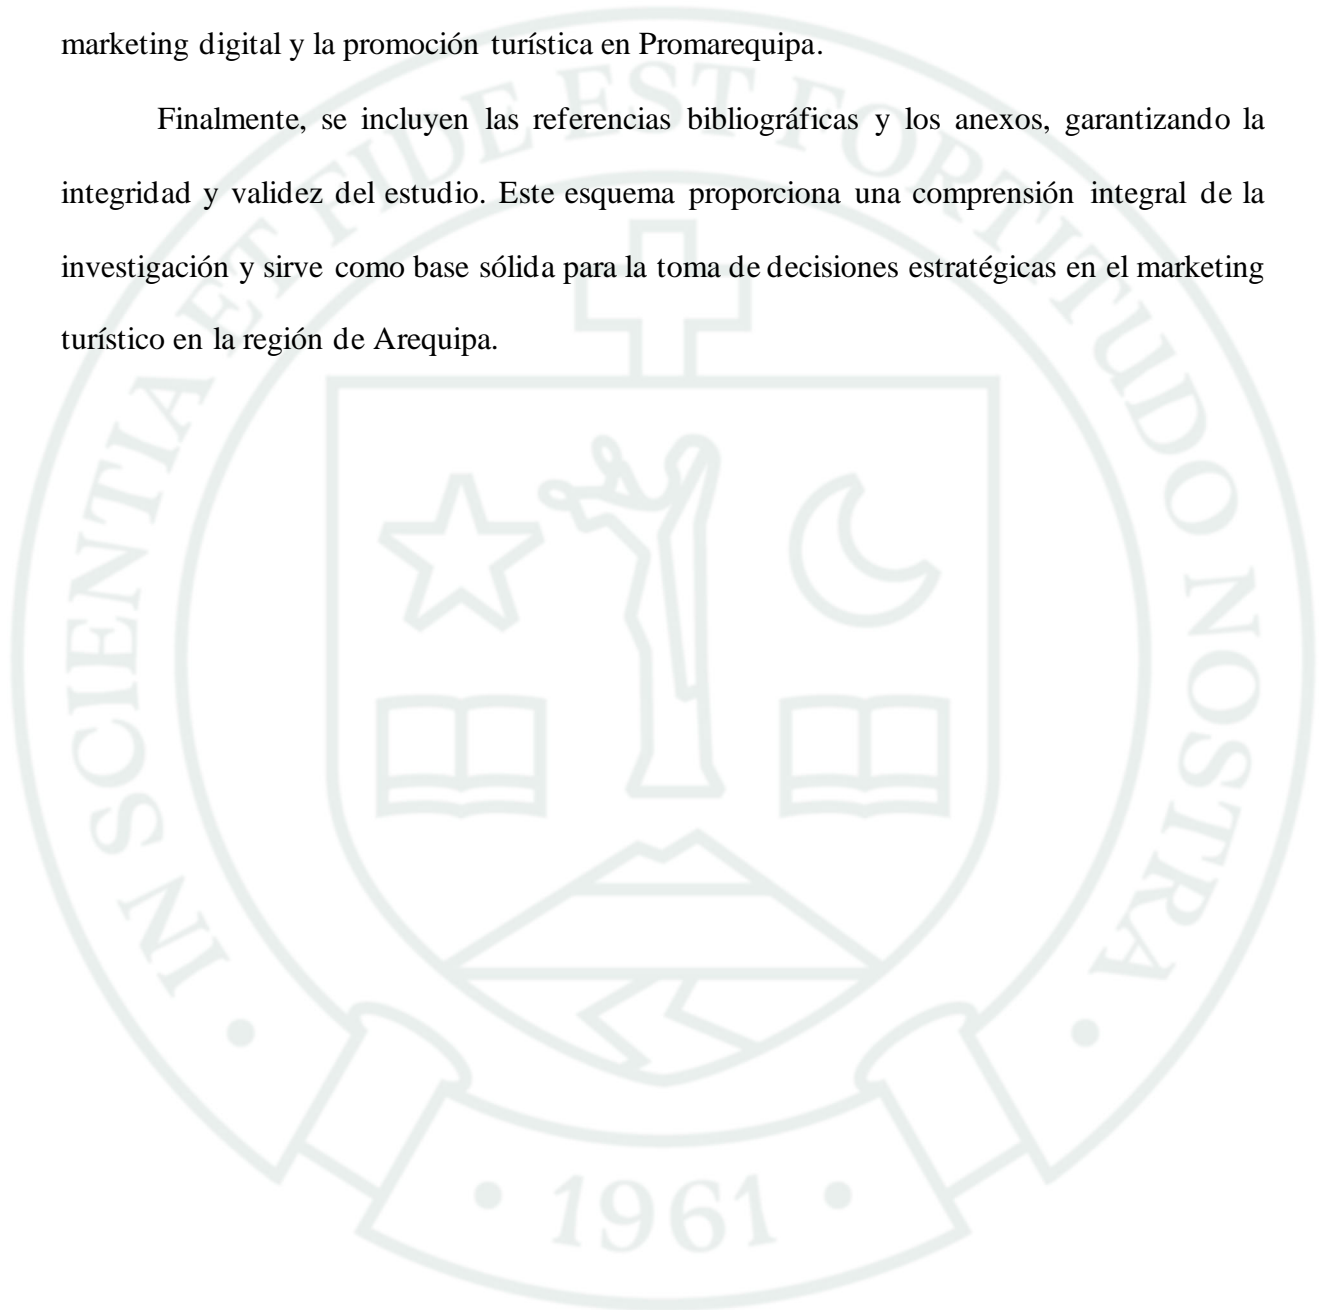 marketing digital y la promoción turística en Promarequipa.
Finalmente, se incluyen las referencias bibliográficas y los anexos, garantizando la
integridad y validez del estudio. Este esquema proporciona una comprensión integral de la
investigación y sirve como base sólida para la toma de decisiones estratégicas en el marketing
turístico en la región de Arequipa.
IN SCIENTIA ET FIDE EST FORTITUDO NOSTRA
• 1961 •